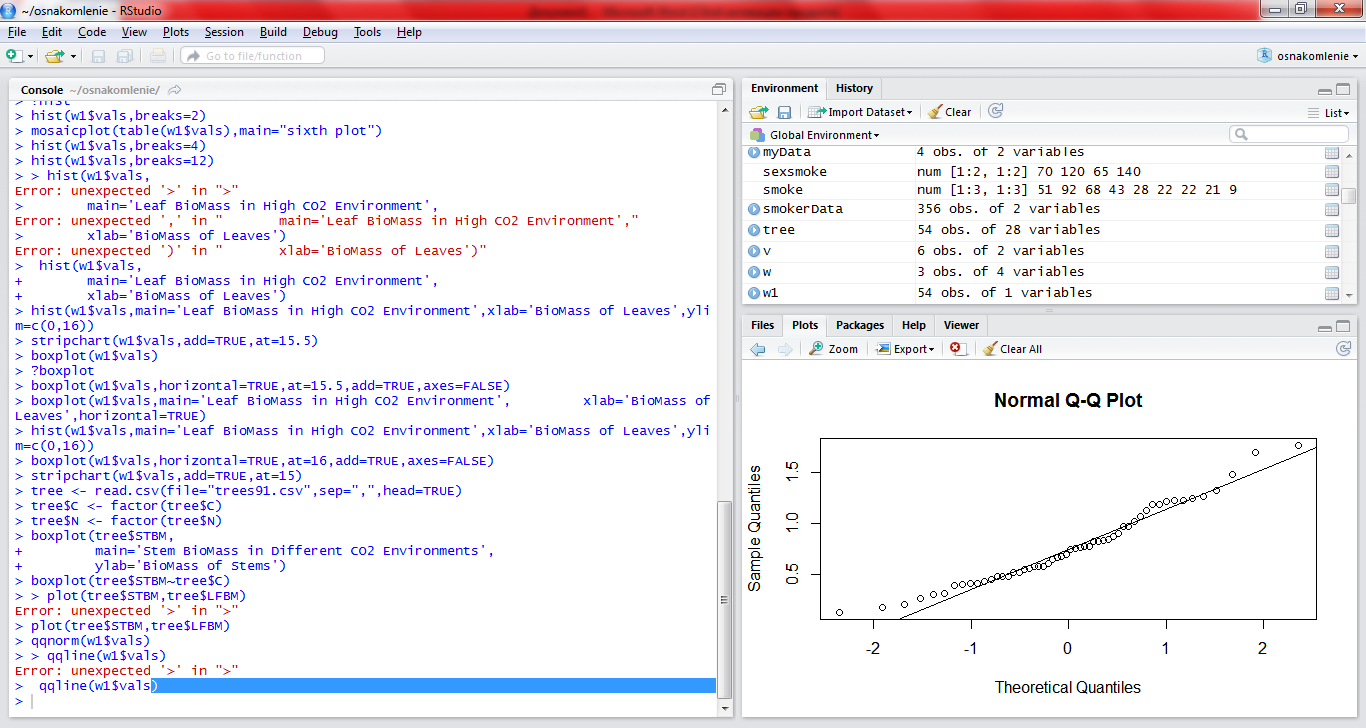 ~/osnakomlenie - RStudio
File Edit Code View Plots Session Build Debug Tools Help
Go to file/function
osnakomlenie
Console ~/osnakomlenie/
> ?hist
> hist(w1$vals,breaks=2)
> mosaicplot(table(w1$vals),main="sixth plot")
> hist(w1$vals,breaks=4)
> hist(w1$vals,breaks=12)
> > hist(w1$vals,
Error: unexpected '>' in ">"
>        main='Leaf BioMass in High CO2 Environment',
Error: unexpected ',' in "       main='Leaf BioMass in High CO2 Environment',"
>        xlab='BioMass of Leaves')
Error: unexpected ')' in "       xlab='BioMass of Leaves')"
>  hist(w1$vals,
+        main='Leaf BioMass in High CO2 Environment',
+        xlab='BioMass of Leaves')
> hist(w1$vals,main='Leaf BioMass in High CO2 Environment',xlab='BioMass of Leaves',yli
m=c(0,16))
> stripchart(w1$vals,add=TRUE,at=15.5)
> boxplot(w1$vals)
> ?boxplot
> boxplot(w1$vals,horizontal=TRUE,at=15.5,add=TRUE,axes=FALSE)
> boxplot(w1$vals,main='Leaf BioMass in High CO2 Environment',         xlab='BioMass of
Leaves',horizontal=TRUE)
> hist(w1$vals,main='Leaf BioMass in High CO2 Environment',xlab='BioMass of Leaves',yli
m=c(0,16))
> boxplot(w1$vals,horizontal=TRUE,at=16,add=TRUE,axes=FALSE)
> stripchart(w1$vals,add=TRUE,at=15)
> tree <- read.csv(file="trees91.csv",sep=",",head=TRUE)
> tree$C <- factor(tree$C)
> tree$N <- factor(tree$N)
> boxplot(tree$STBM,
+         main='Stem BioMass in Different CO2 Environments',
+         ylab='BioMass of Stems')
> boxplot(tree$STBM~tree$C)
> > plot(tree$STBM,tree$LFBM)
Error: unexpected '>' in ">"
> plot(tree$STBM,tree$LFBM)
> qqnorm(w1$vals)
> > qqline(w1$vals)
Error: unexpected '>' in ">"
>  qqline(w1$vals)
>
Environment History
Import Dataset Clear List
Global Environment
myData 4 obs. of 2 variables
sexsmoke num [1:2, 1:2] 70 120 65 140
smoke num [1:3, 1:3] 51 92 68 43 28 22 22 21 9
smokerData 356 obs. of 2 variables
tree 54 obs. of 28 variables
v 6 obs. of 2 variables
w 3 obs. of 4 variables
w1 54 obs. of 1 variables
Files Plots Packages Help Viewer
Zoom Export Clear All
Normal Q-Q Plot
Sample Quantiles
1.5
1.0
0.5
-2 -1 0 1 2
Theoretical Quantiles